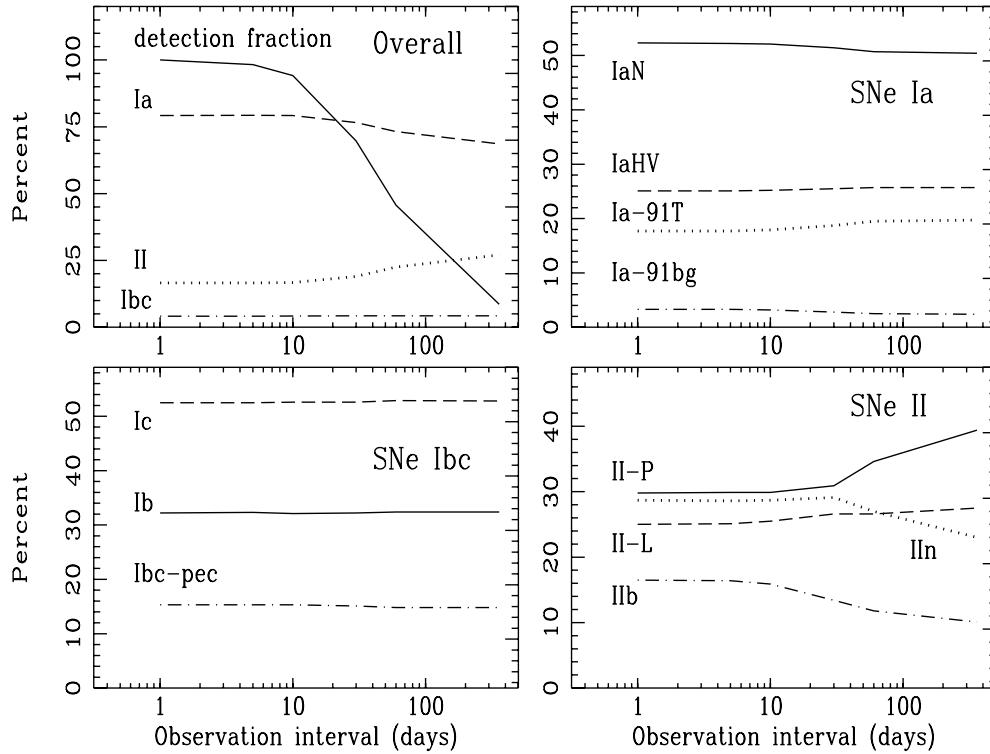 detection fraction
Overall
Ia
II
Ibc
Percent
0 25 50 75 100
1 10 100
IaN
SNe Ia
IaHV
Ia-91T
Ia-91bg
0 10 20 30 40 50
1 10 100
Ic
SNe Ibc
Ib
Ibc-pec
Percent
0 10 20 30 40 50
1 10 100
Observation interval (days)
SNe II
II-P
II-L
IIn
IIb
0 10 20 30 40
1 10 100
Observation interval (days)